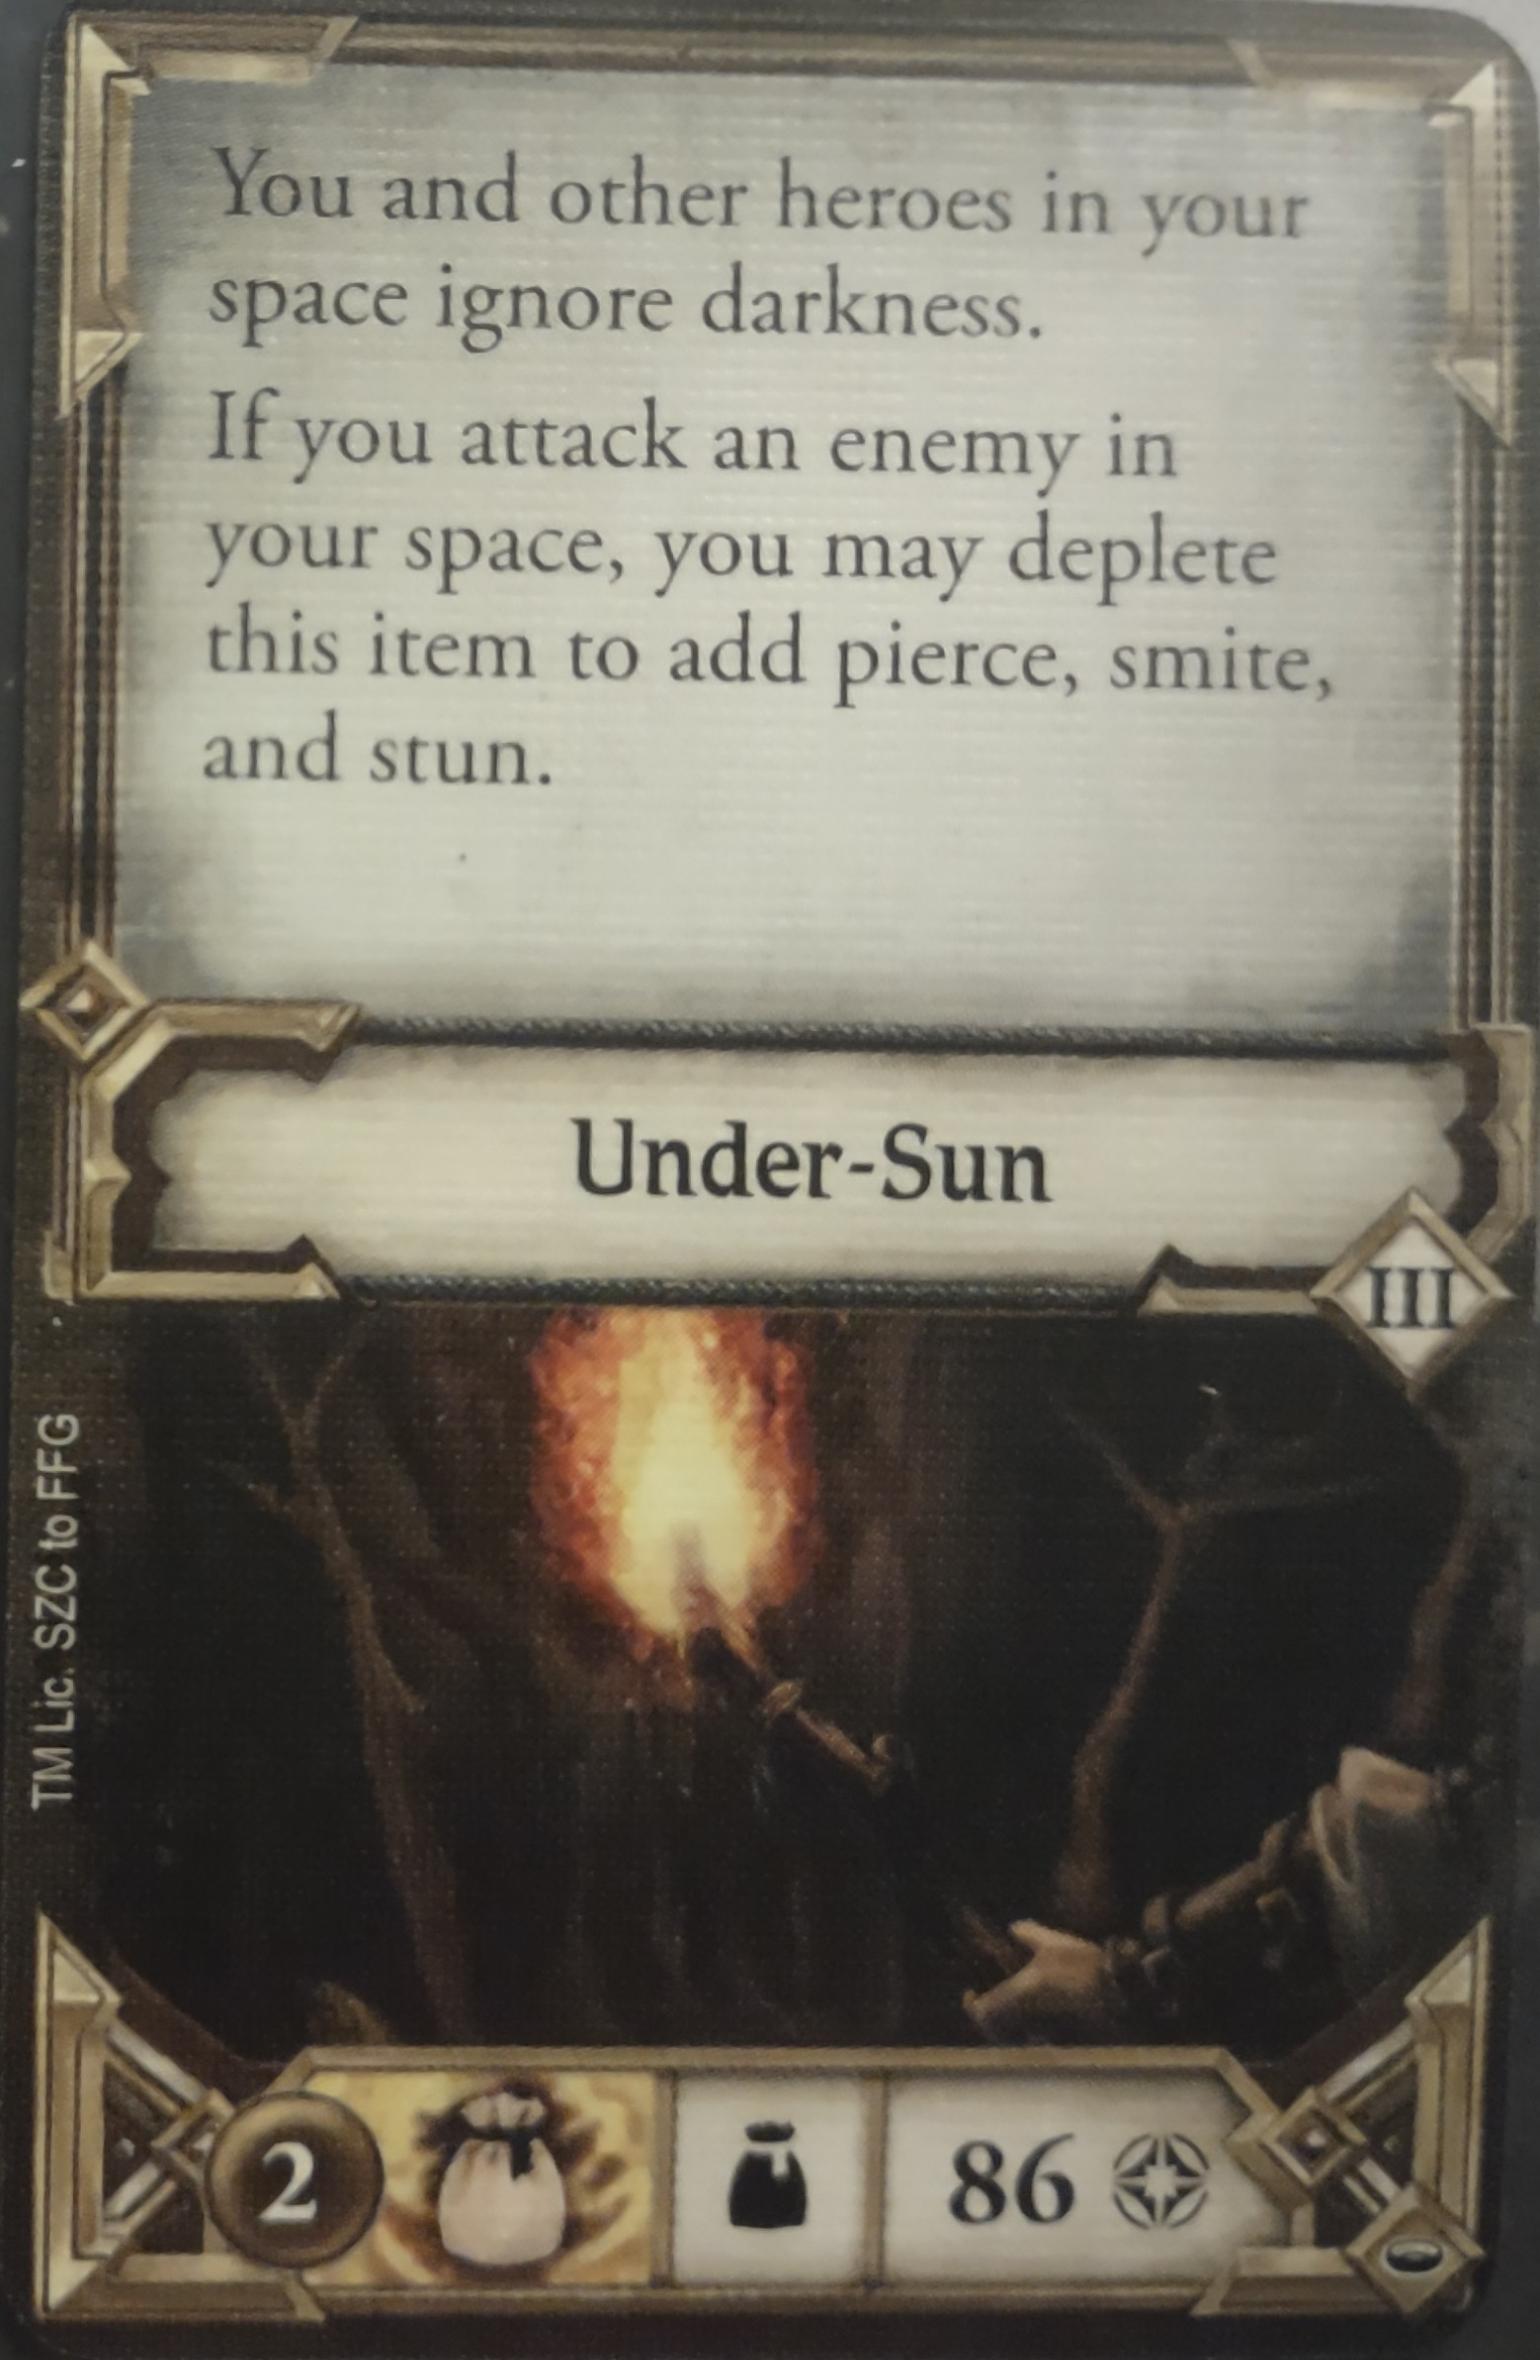 You and other heroes in your
space ignore darkness.
If you attack an enemy in
your space, you may deplete
this item to add pierce, smite,
and stun.
Under-Sun
III
TM Lic. SZC to FFG
2
86